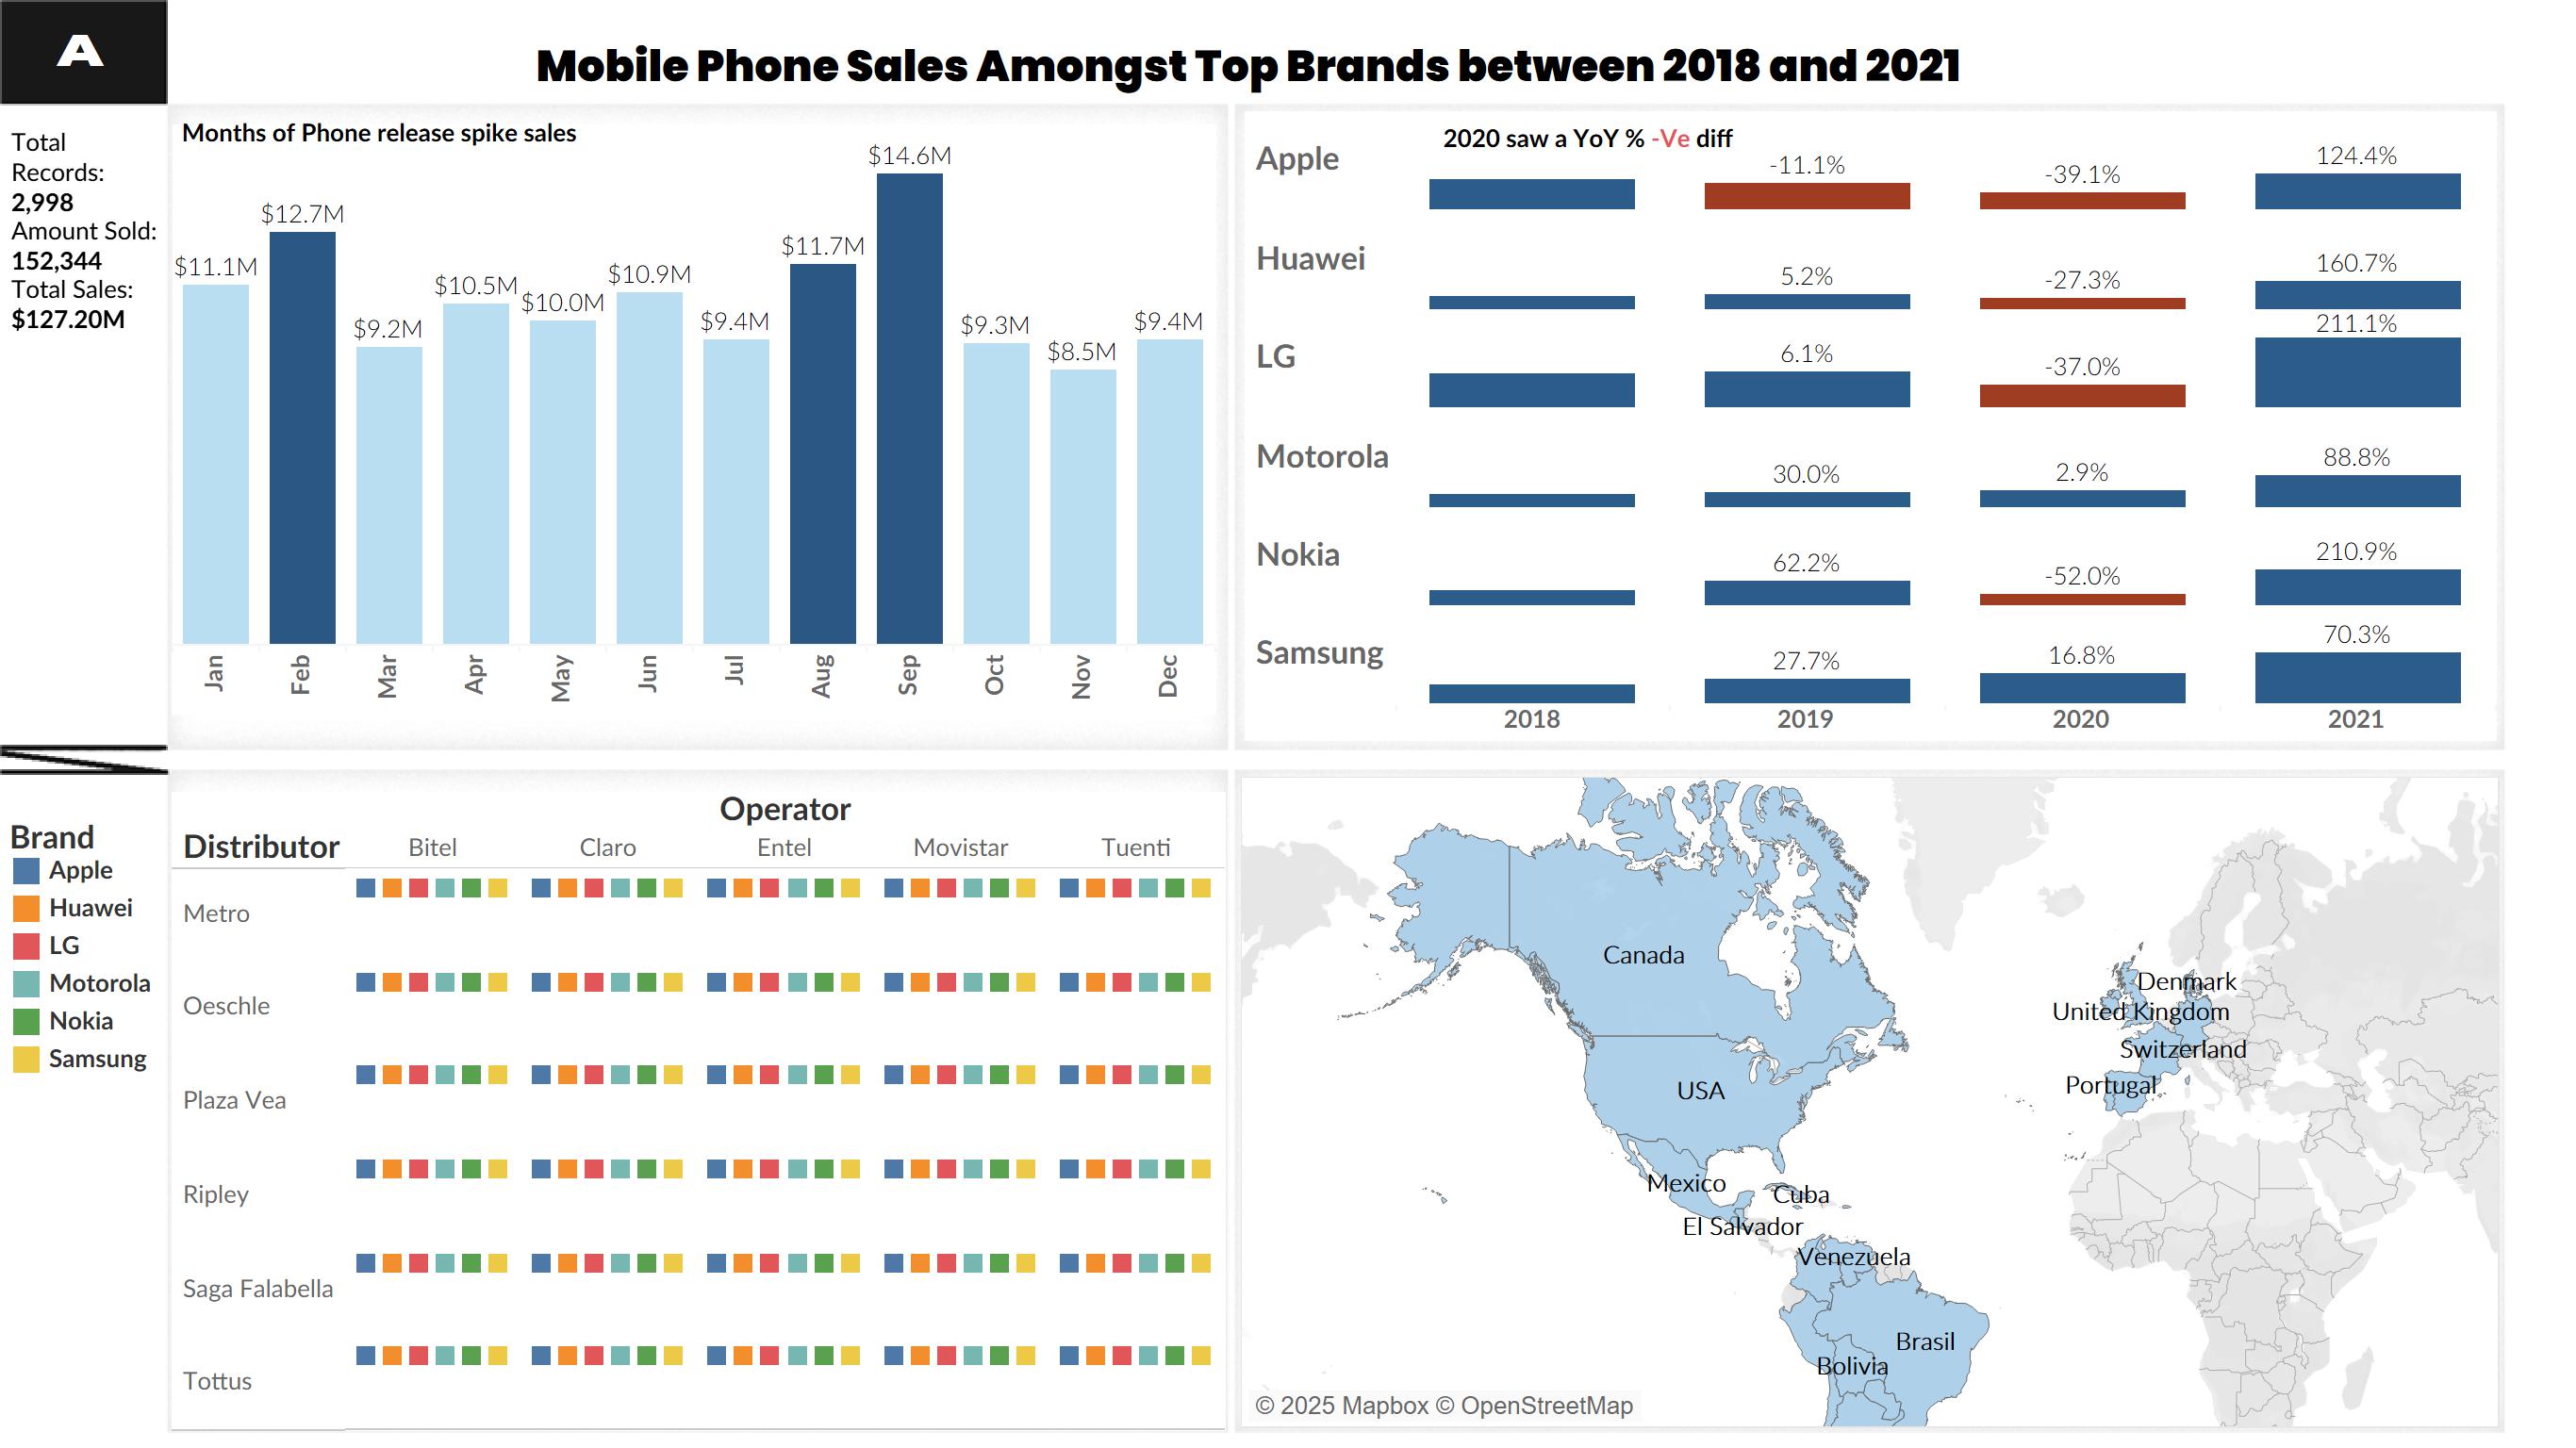 A
Mobile Phone Sales Amongst Top Brands between 2018 and 2021
Total
Records:
2,998
Amount Sold:
152,344
Total Sales:
$127.20M
Months of Phone release spike sales
$11.1M
$12.7M
$9.2M
$10.5M
$10.0M
$10.9M
$9.4M
$11.7M
$14.6M
$9.3M
$8.5M
$9.4M
Jan
Feb
Mar
Apr
May
Jun
Jul
Aug
Sep
Oct
Nov
Dec
2020 saw a YoY % -Ve diff
Apple
-11.1%
-39.1%
124.4%
Huawei
5.2%
-27.3%
160.7%
LG
6.1%
-37.0%
211.1%
Motorola
30.0%
2.9%
88.8%
Nokia
62.2%
-52.0%
210.9%
Samsung
27.7%
16.8%
70.3%
2018
2019
2020
2021
Brand
Apple
Huawei
LG
Motorola
Nokia
Samsung
Operator
Distributor
Bitel
Claro
Entel
Movistar
Tuenti
Metro
Oeschle
Plaza Vea
Ripley
Saga Falabella
Tottus
Canada
USA
Mexico
Cuba
El Salvador
Venezuela
Brasil
Bolivia
Denmark
United Kingdom
Switzerland
Portugal
© 2025 Mapbox © OpenStreetMap